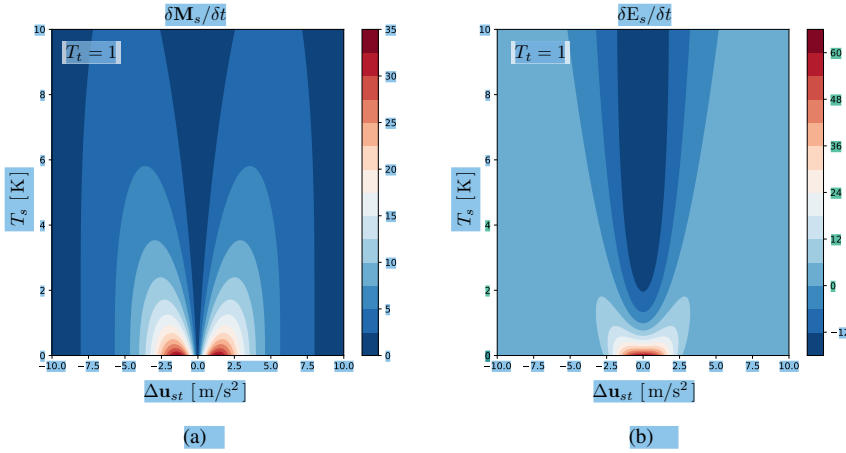 δM_s/δt
T_t = 1
10
8
6
4
2
0
T_s [K]
−10.0 −7.5 −5.0 −2.5 0.0 2.5 5.0 7.5 10.0
Δu_st [m/s²]
35
30
25
20
15
10
5
0
(a)
δE_s/δt
T_t = 1
10
8
6
4
2
0
T_s [K]
−10.0 −7.5 −5.0 −2.5 0.0 2.5 5.0 7.5 10.0
Δu_st [m/s²]
60
48
36
24
12
0
−12
(b)